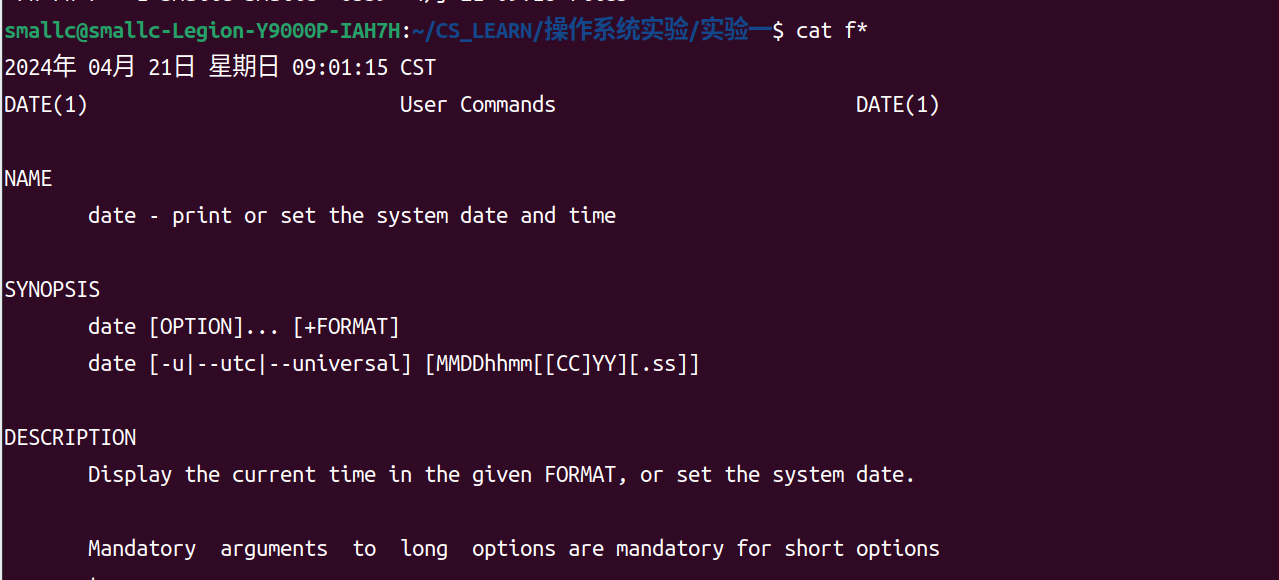 smallc@smallc-Legion-Y9000P-IAH7H:~/CS_LEARN/操作系统实验/实验一$ cat f*
2024年 04月 21日 星期日 09:01:15 CST
DATE(1)                          User Commands                         DATE(1)
NAME
       date - print or set the system date and time
SYNOPSIS
       date [OPTION]... [+FORMAT]
       date [-u|--utc|--universal] [MMDDhhmm[[CC]YY][.ss]]
DESCRIPTION
       Display the current time in the given FORMAT, or set the system date.
       Mandatory  arguments  to  long  options are mandatory for short options